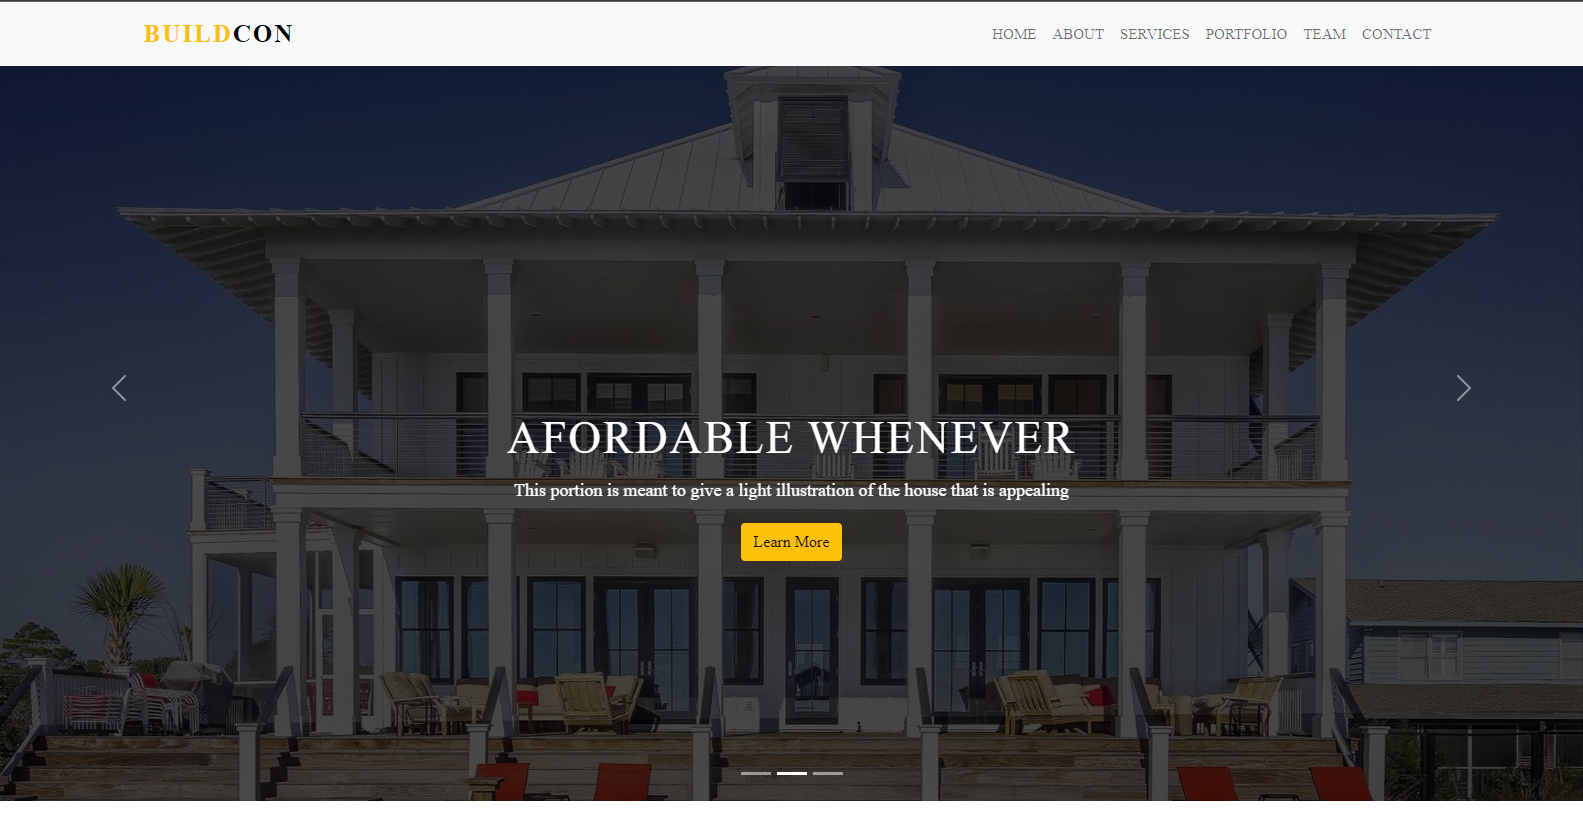 BUILDCON
HOME ABOUT SERVICES PORTFOLIO TEAM CONTACT
AFORDABLE WHENEVER
This portion is meant to give a light illustration of the house that is appealing
Learn More